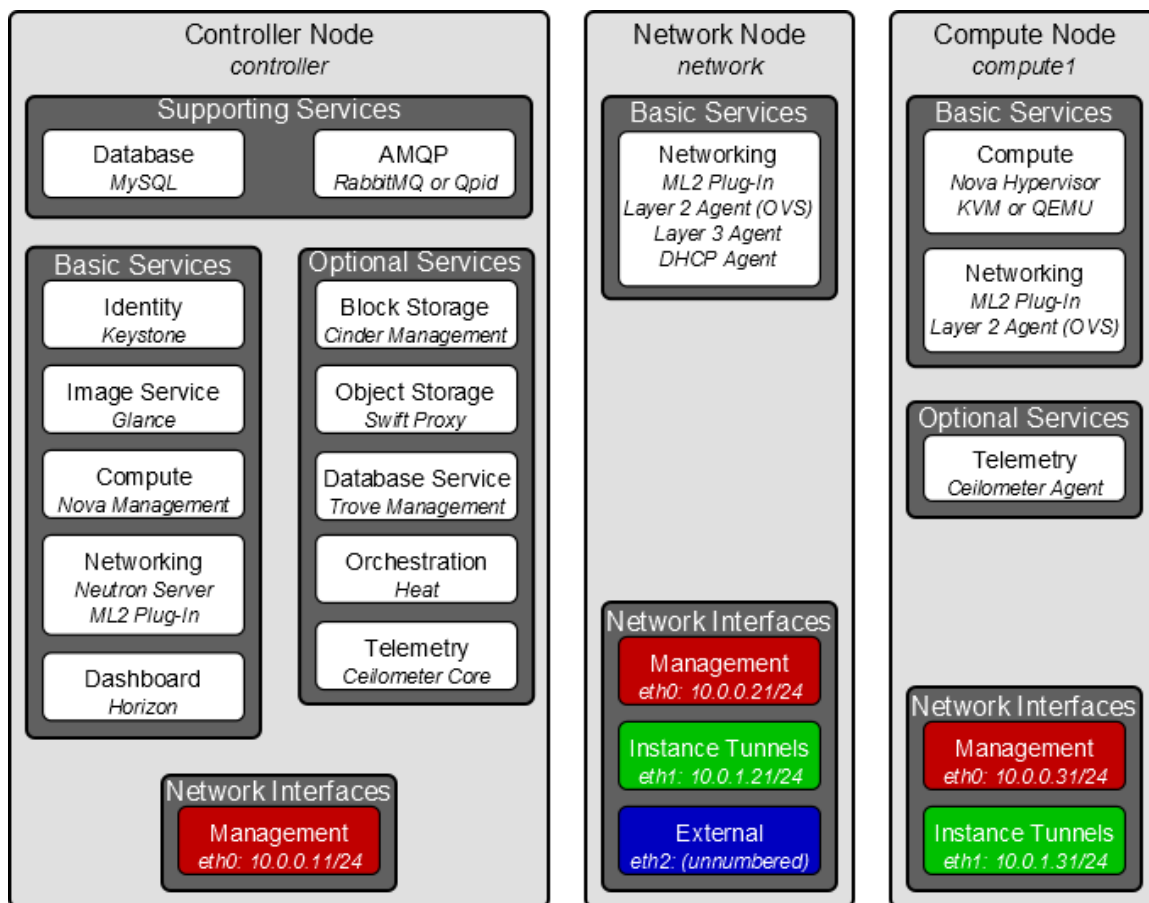 Controller Node
controller
Supporting Services
Database
MySQL
AMQP
RabbitMQ or Qpid
Basic Services
Identity
Keystone
Image Service
Glance
Compute
Nova Management
Networking
Neutron Server
ML2 Plug-In
Dashboard
Horizon
Optional Services
Block Storage
Cinder Management
Object Storage
Swift Proxy
Database Service
Trove Management
Orchestration
Heat
Telemetry
Ceilometer Core
Network Interfaces
Management
eth0: 10.0.0.11/24
Network Node
network
Basic Services
Networking
ML2 Plug-In
Layer 2 Agent (OVS)
Layer 3 Agent
DHCP Agent
Network Interfaces
Management
eth0: 10.0.0.21/24
Instance Tunnels
eth1: 10.0.1.21/24
External
eth2: (unnumbered)
Compute Node
compute1
Basic Services
Compute
Nova Hypervisor
KVM or QEMU
Networking
ML2 Plug-In
Layer 2 Agent (OVS)
Optional Services
Telemetry
Ceilometer Agent
Network Interfaces
Management
eth0: 10.0.0.31/24
Instance Tunnels
eth1: 10.0.1.31/24